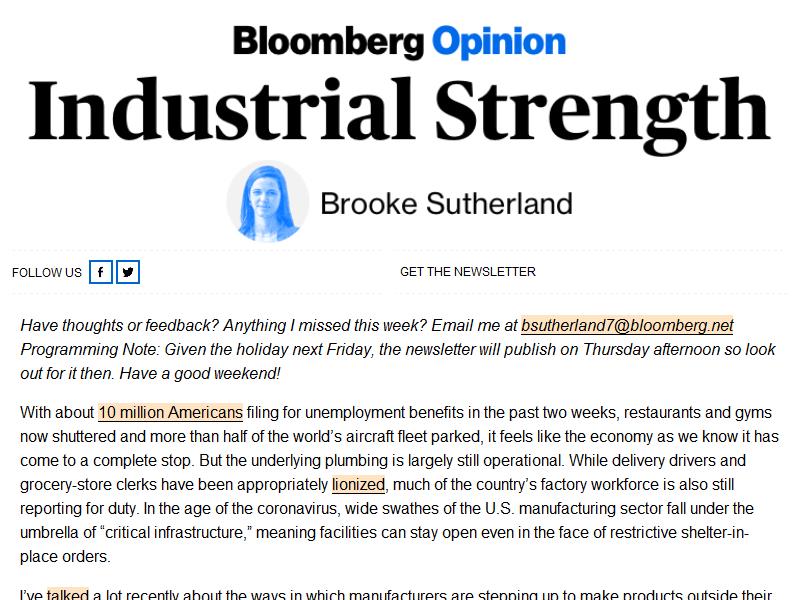 Bloomberg Opinion
Industrial Strength
Brooke Sutherland
FOLLOW US
GET THE NEWSLETTER
Have thoughts or feedback? Anything I missed this week? Email me at bsutherland7@bloomberg.net
Programming Note: Given the holiday next Friday, the newsletter will publish on Thursday afternoon so look
out for it then. Have a good weekend!
With about 10 million Americans filing for unemployment benefits in the past two weeks, restaurants and gyms
now shuttered and more than half of the world’s aircraft fleet parked, it feels like the economy as we know it has
come to a complete stop. But the underlying plumbing is largely still operational. While delivery drivers and
grocery-store clerks have been appropriately lionized, much of the country’s factory workforce is also still
reporting for duty. In the age of the coronavirus, wide swathes of the U.S. manufacturing sector fall under the
umbrella of “critical infrastructure,” meaning facilities can stay open even in the face of restrictive shelter-in-
place orders.
I’ve talked a lot recently about the ways in which manufacturers are stepping up to make products outside their